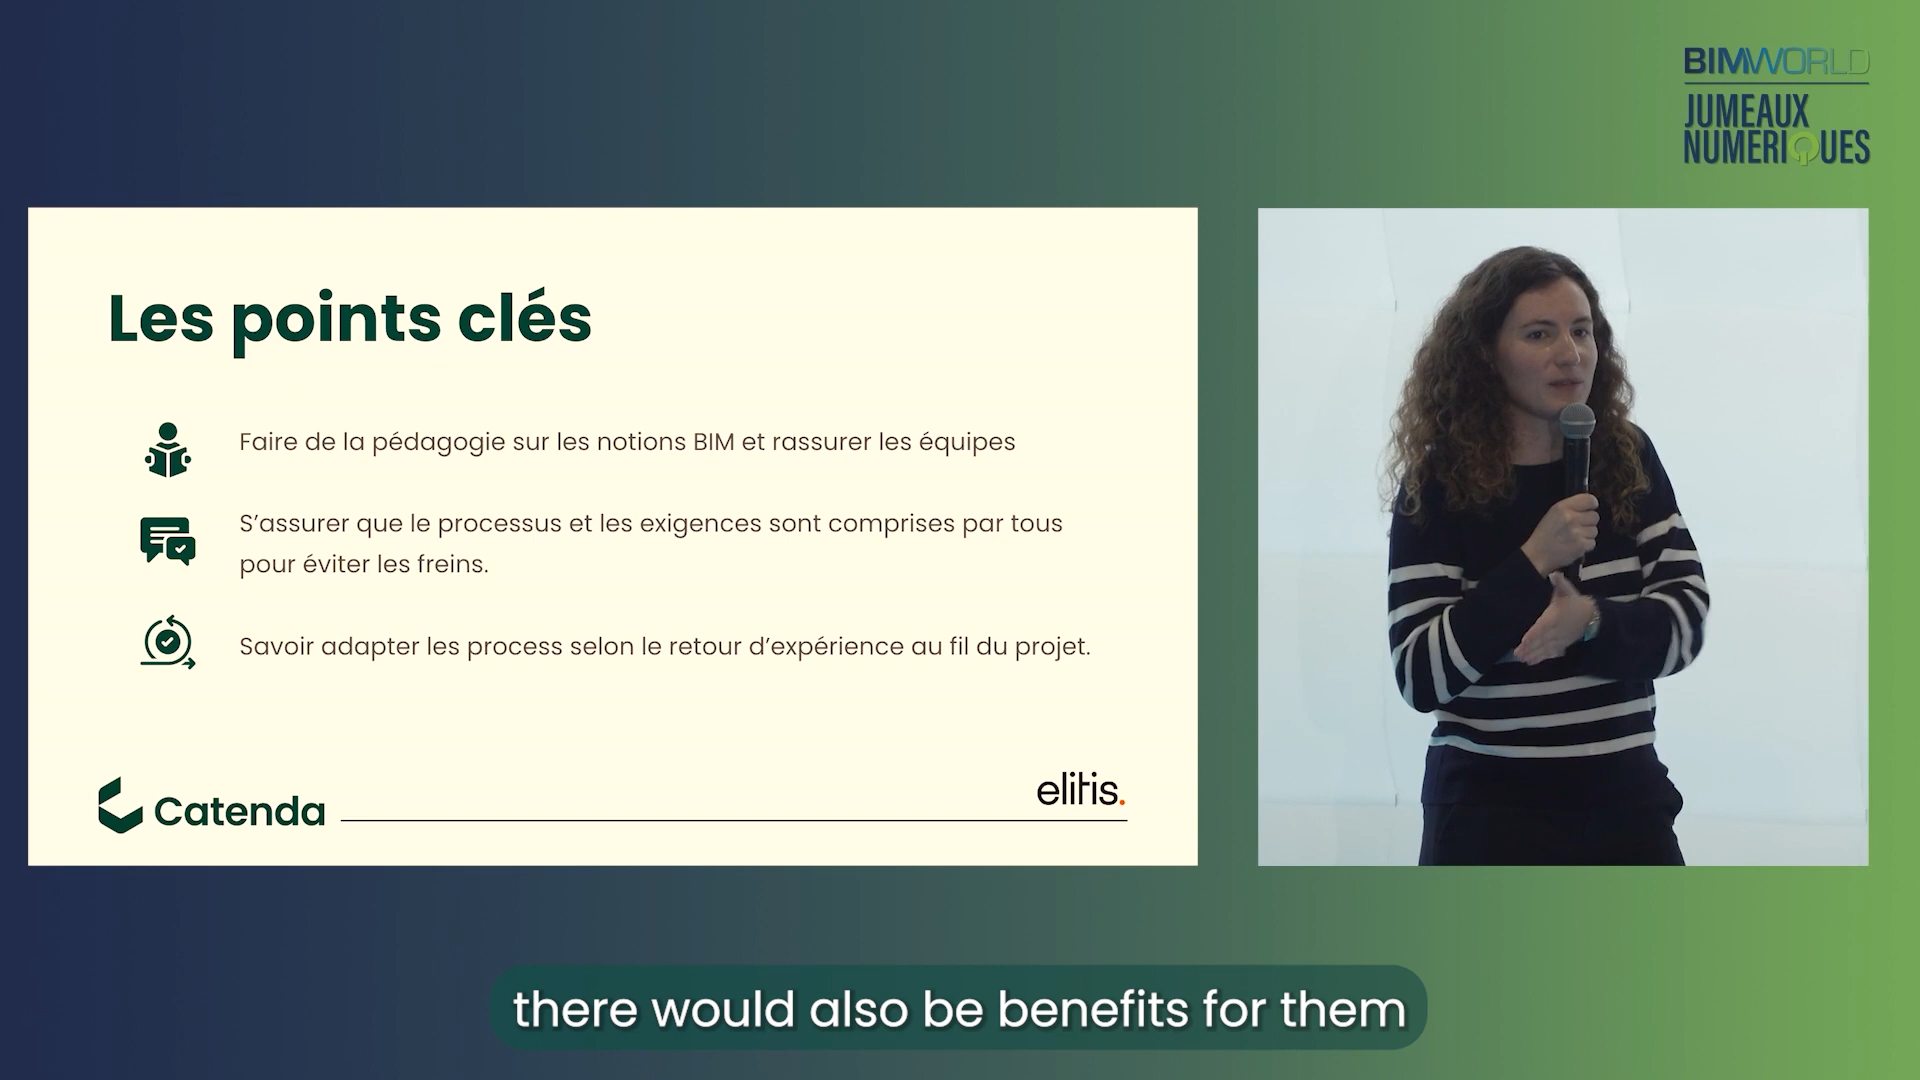 BIMWORLD
JUMEAUX
NUMERIQUES
Les points clés
Faire de la pédagogie sur les notions BIM et rassurer les équipes
S’assurer que le processus et les exigences sont comprises par tous
pour éviter les freins.
Savoir adapter les process selon le retour d’expérience au fil du projet.
Catenda
elitis.
there would also be benefits for them